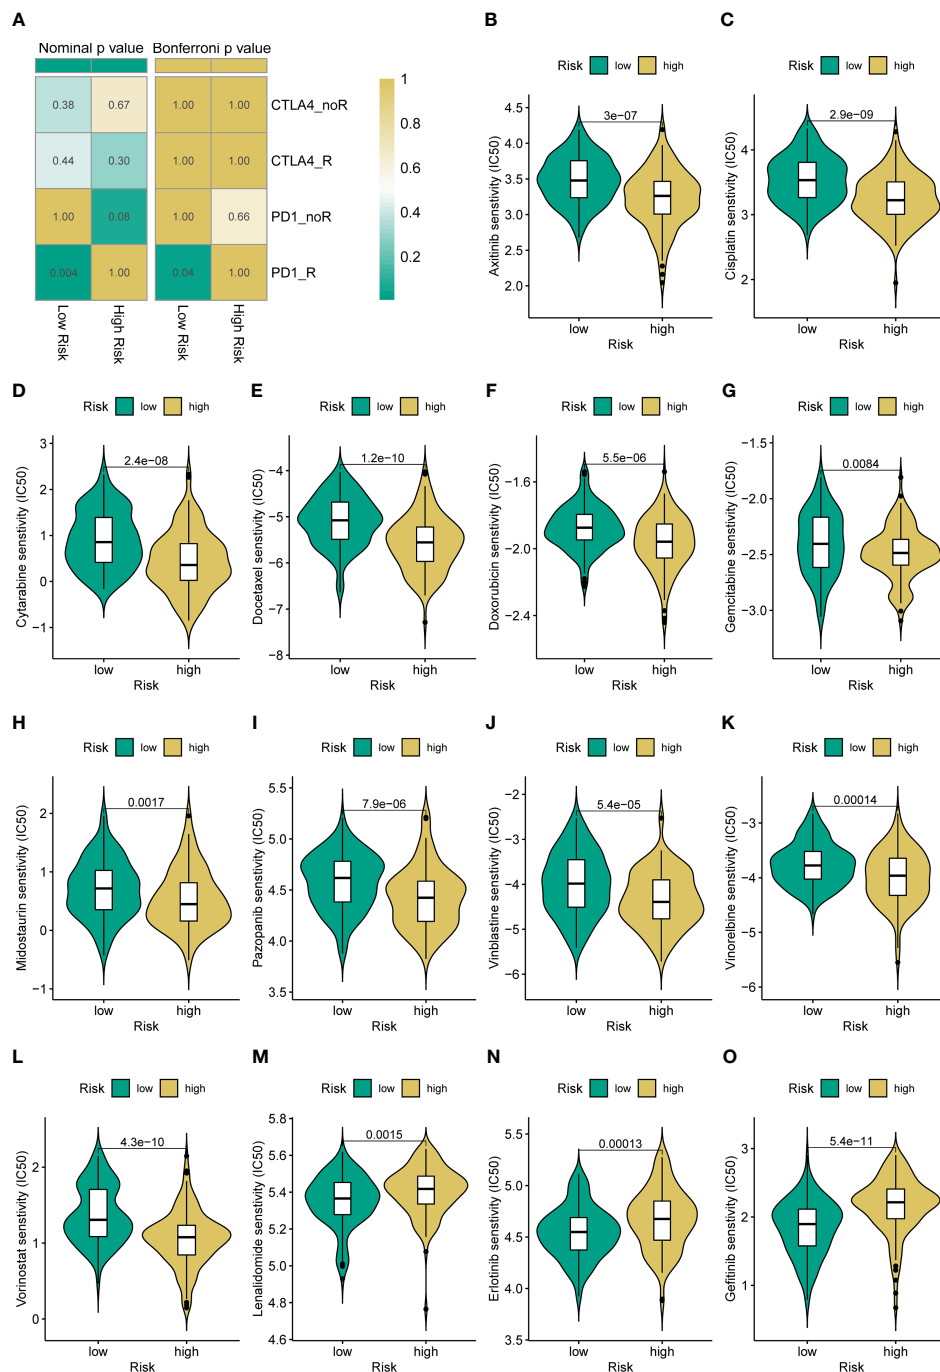 A
Nominal p value Bonferroni p value
0.38 0.67 1.00 1.00 CTLA4_noR
0.44 0.30 1.00 1.00 CTLA4_R
1.00 0.08 1.00 0.66 PD1_noR
0.004 1.00 0.04 1.00 PD1_R
Low Risk High Risk Low Risk High Risk
1
0.8
0.6
0.4
0.2
B
Risk low high
Axitinib senstivity (IC50)
4.5
4.0
3.5
3.0
2.5
2.0
3e-07
low high
Risk
C
Risk low high
Cisplatin senstivity (IC50)
4
3
2
2.9e-09
low high
Risk
D
Risk low high
Cytarabine senstivity (IC50)
3
2
1
0
−1
2.4e-08
low high
Risk
E
Risk low high
Docetaxel senstivity (IC50)
−4
−5
−6
−7
−8
1.2e-10
low high
Risk
F
Risk low high
Doxorubicin senstivity (IC50)
−1.6
−2.0
−2.4
5.5e-06
low high
Risk
G
Risk low high
Gemcitabine senstivity (IC50)
−1.5
−2.0
−2.5
−3.0
0.0084
low high
Risk
H
Risk low high
Midostaurin senstivity (IC50)
2
1
0
−1
0.0017
low high
Risk
I
Risk low high
Pazopanib senstivity (IC50)
5.5
5.0
4.5
4.0
3.5
7.9e-06
low high
Risk
J
Risk low high
Vinblastine senstivity (IC50)
−2
−3
−4
−5
−6
5.4e-05
low high
Risk
K
Risk low high
Vinorelbine senstivity (IC50)
−3
−4
−5
−6
0.00014
low high
Risk
L
Risk low high
Vorinostat senstivity (IC50)
2
1
0
4.3e-10
low high
Risk
M
Risk low high
Lenalidomide senstivity (IC50)
5.8
5.6
5.4
5.2
5.0
4.8
4.6
0.0015
low high
Risk
N
Risk low high
Erlotinib senstivity (IC50)
5.5
5.0
4.5
4.0
3.5
0.00013
low high
Risk
O
Risk low high
Gefitinib senstivity (IC50)
3
2
1
5.4e-11
low high
Risk